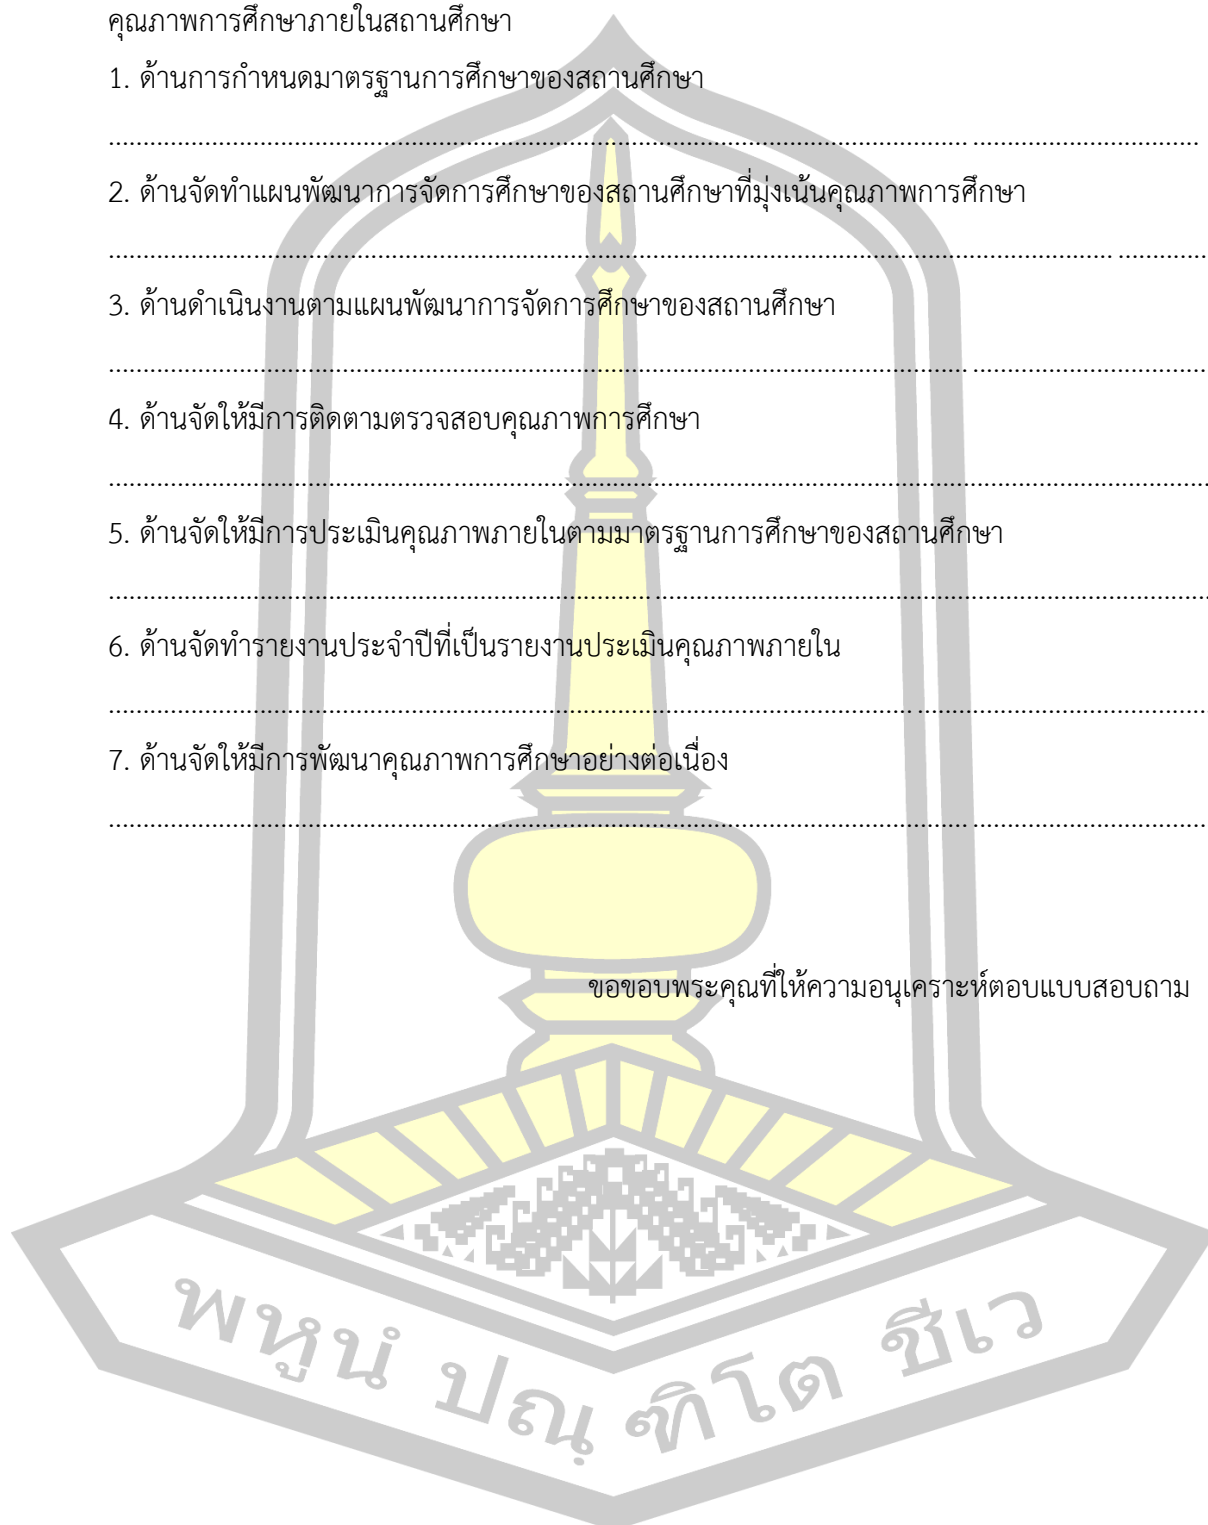 คุณภาพการศึกษาภายในสถานศึกษา
1. ด้านการกำหนดมาตรฐานการศึกษาของสถานศึกษา
................................................................................................................................................................
2. ด้านจัดทำแผนพัฒนาการจัดการศึกษาของสถานศึกษาที่มุ่งเน้นคุณภาพการศึกษา
................................................................................................................................................................
3. ด้านดำเนินงานตามแผนพัฒนาการจัดการศึกษาของสถานศึกษา
................................................................................................................................................................
4. ด้านจัดให้มีการติดตามตรวจสอบคุณภาพการศึกษา
................................................................................................................................................................
5. ด้านจัดให้มีการประเมินคุณภาพภายในตามมาตรฐานการศึกษาของสถานศึกษา
................................................................................................................................................................
6. ด้านจัดทำรายงานประจำปีที่เป็นรายงานประเมินคุณภาพภายใน
................................................................................................................................................................
7. ด้านจัดให้มีการพัฒนาคุณภาพการศึกษาอย่างต่อเนื่อง
................................................................................................................................................................
ขอขอบพระคุณที่ให้ความอนุเคราะห์ตอบแบบสอบถาม
พหูนํ ปณฺฑิโต ชีเว